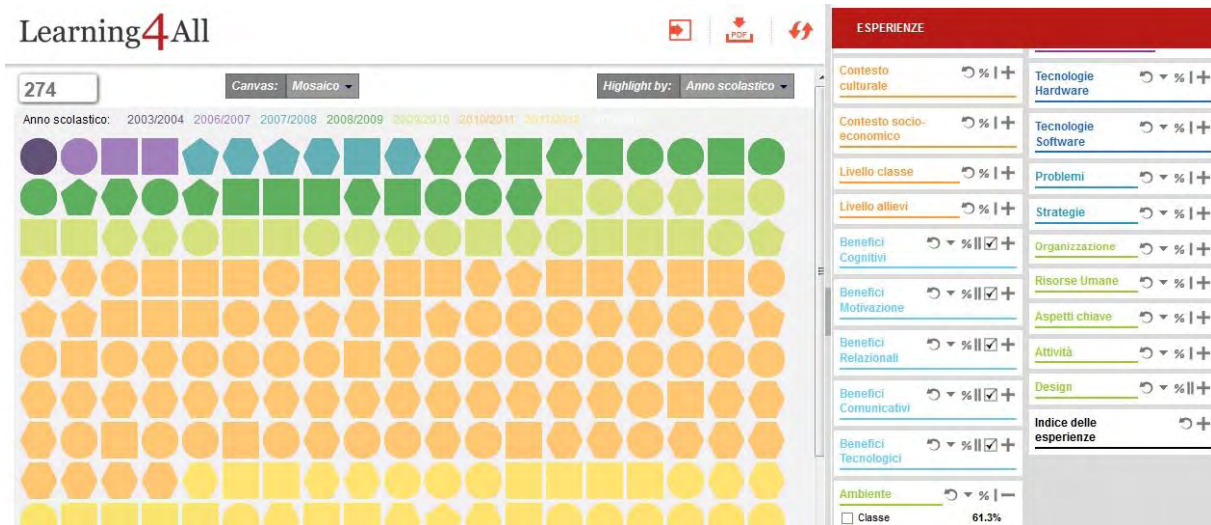 Learning4All
PDF
274
Canvas: Mosaico
Highlight by: Anno scolastico
Anno scolastico: 2003/2004 2006/2007 2007/2008 2008/2009 2009/2010 2010/2011 2011/2012
ESPERIENZE
Contesto
culturale
%
Contesto socio-
economico
%
Livello classe
%
Livello allievi
%
Benefici
Cognitivi
%
Benefici
Motivazione
%
Benefici
Relazionali
%
Benefici
Comunicativi
%
Benefici
Tecnologici
%
Ambiente
%
Classe 61.3%
Tecnologie
Hardware
%
Tecnologie
Software
%
Problemi
%
Strategie
%
Organizzazione
%
Risorse Umane
%
Aspetti chiave
%
Attività
%
Design
%
Indice delle
esperienze